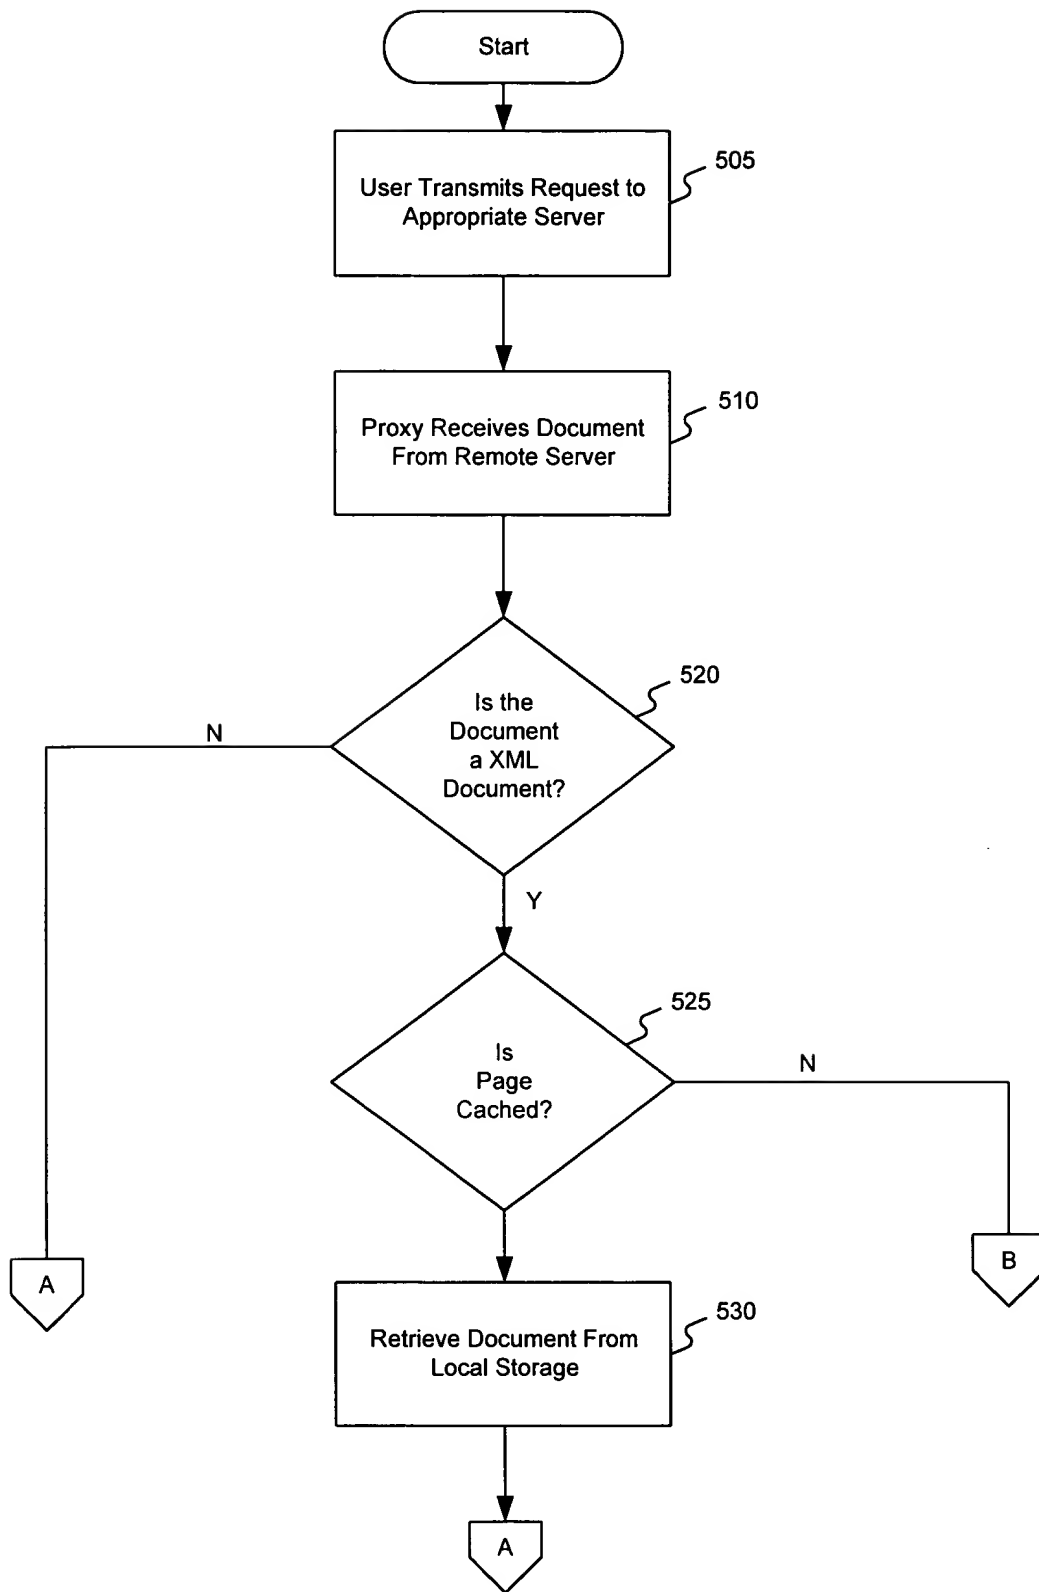 Start
User Transmits Request to
Appropriate Server
505
Proxy Receives Document
From Remote Server
510
Is the
Document
a XML
Document?
520
N
Y
Is
Page
Cached?
525
N
A
B
Retrieve Document From
Local Storage
530
A